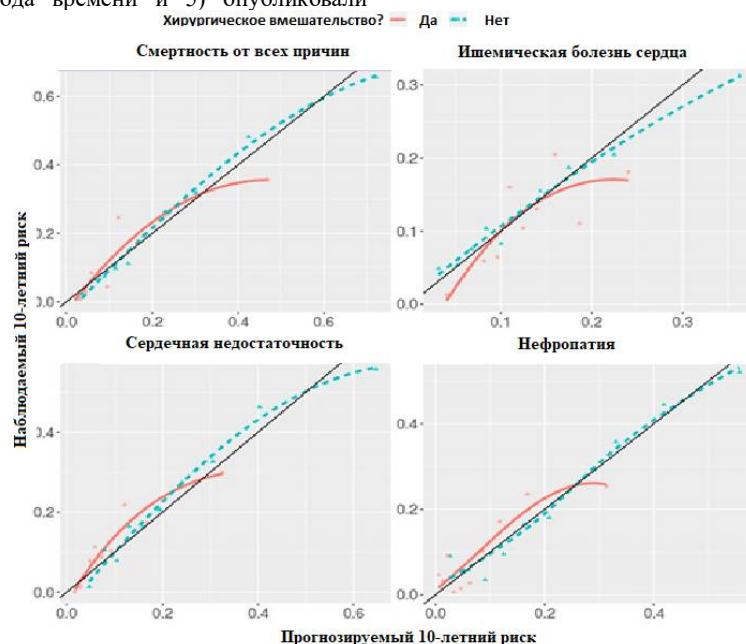 ода времени и 5) опубликовали
Хирургическое вмешательство? Да Нет
Смертность от всех причин
Ишемическая болезнь сердца
0.6-
0.4-
0.2-
0.0-
0.0 0.2 0.4 0.6
0.3-
0.2-
0.1-
0.0-
0.1 0.3
Сердечная недостаточность
Нефропатия
0.4-
0.2-
0.0-
0.0 0.2 0.4 0.6
0.4-
0.2-
0.0-
0.0 0.2 0.4
Наблюдаемый 10-летний риск
Прогнозируемый 10-летний риск